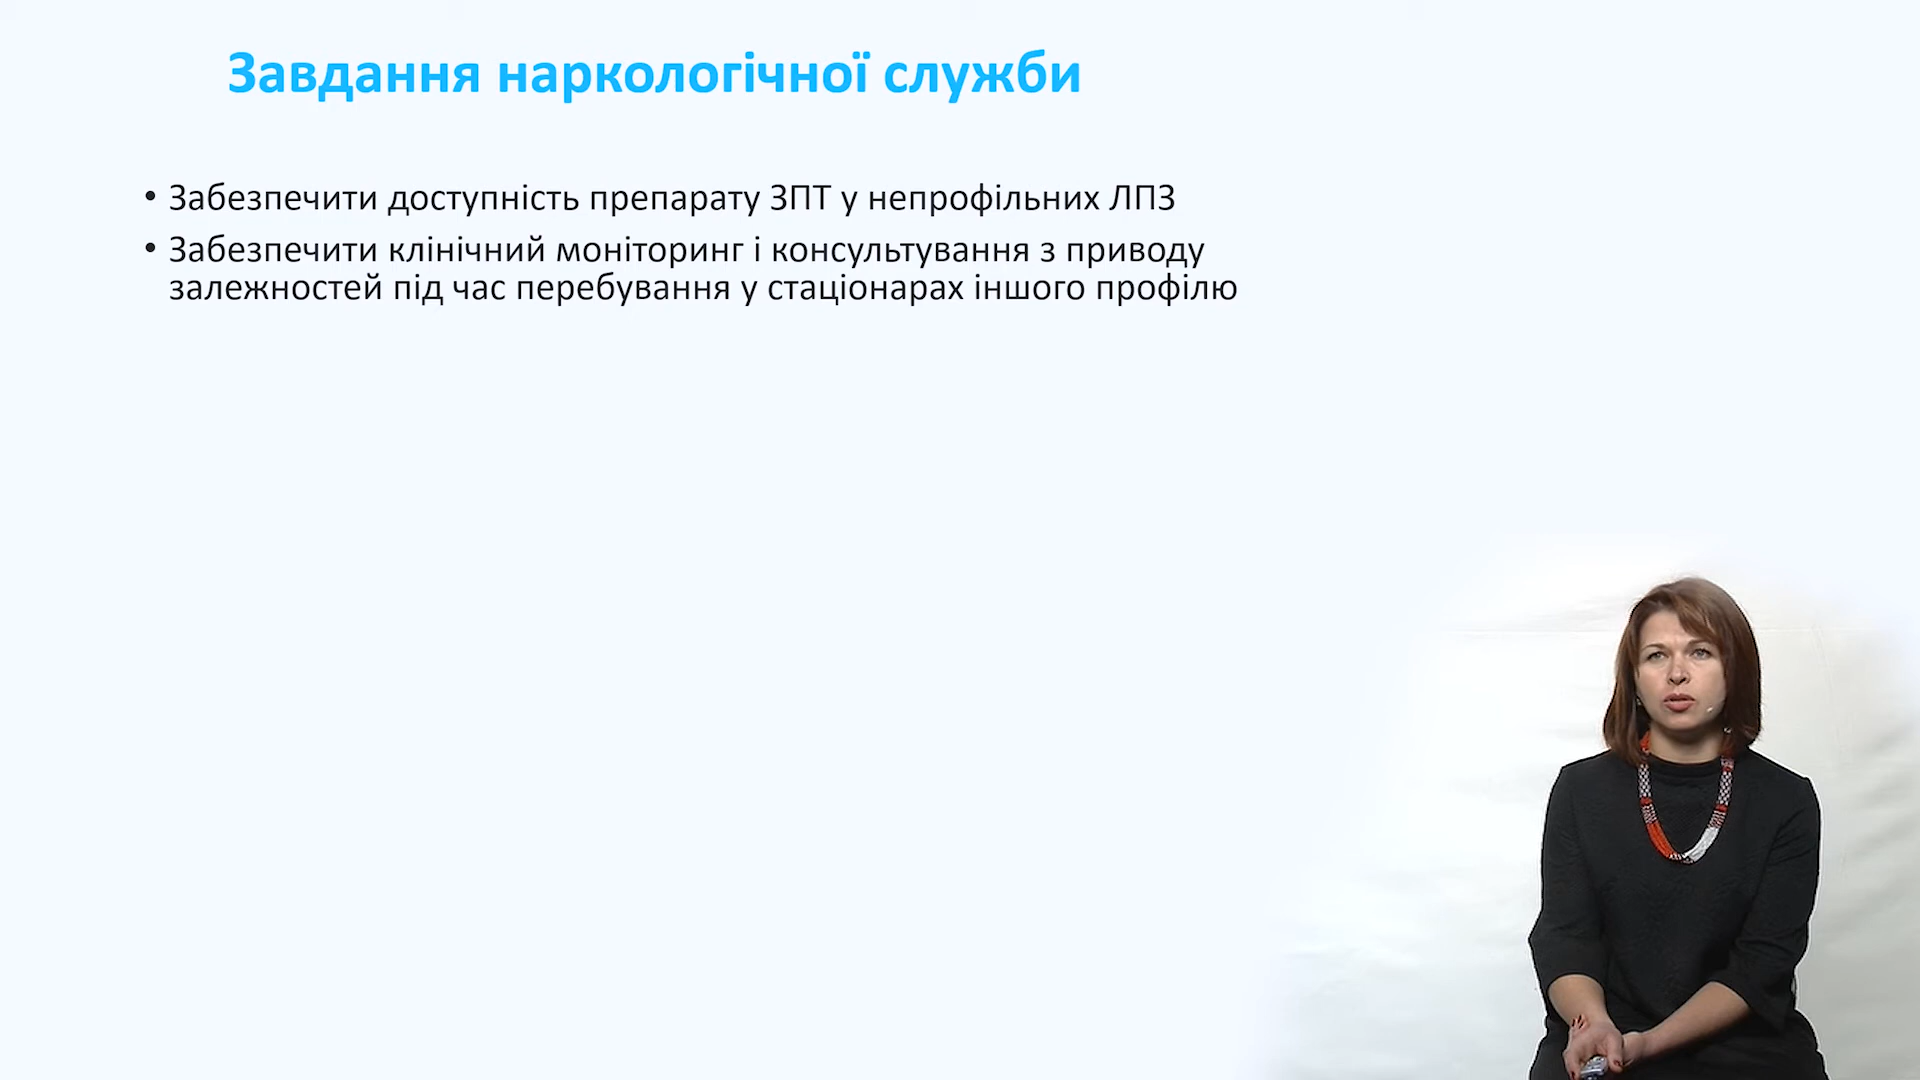 Завдання наркологічної служби
• Забезпечити доступність препарату ЗПТ у непрофільних ЛПЗ
• Забезпечити клінічний моніторинг і консультування з приводу
залежностей під час перебування у стаціонарах іншого профілю